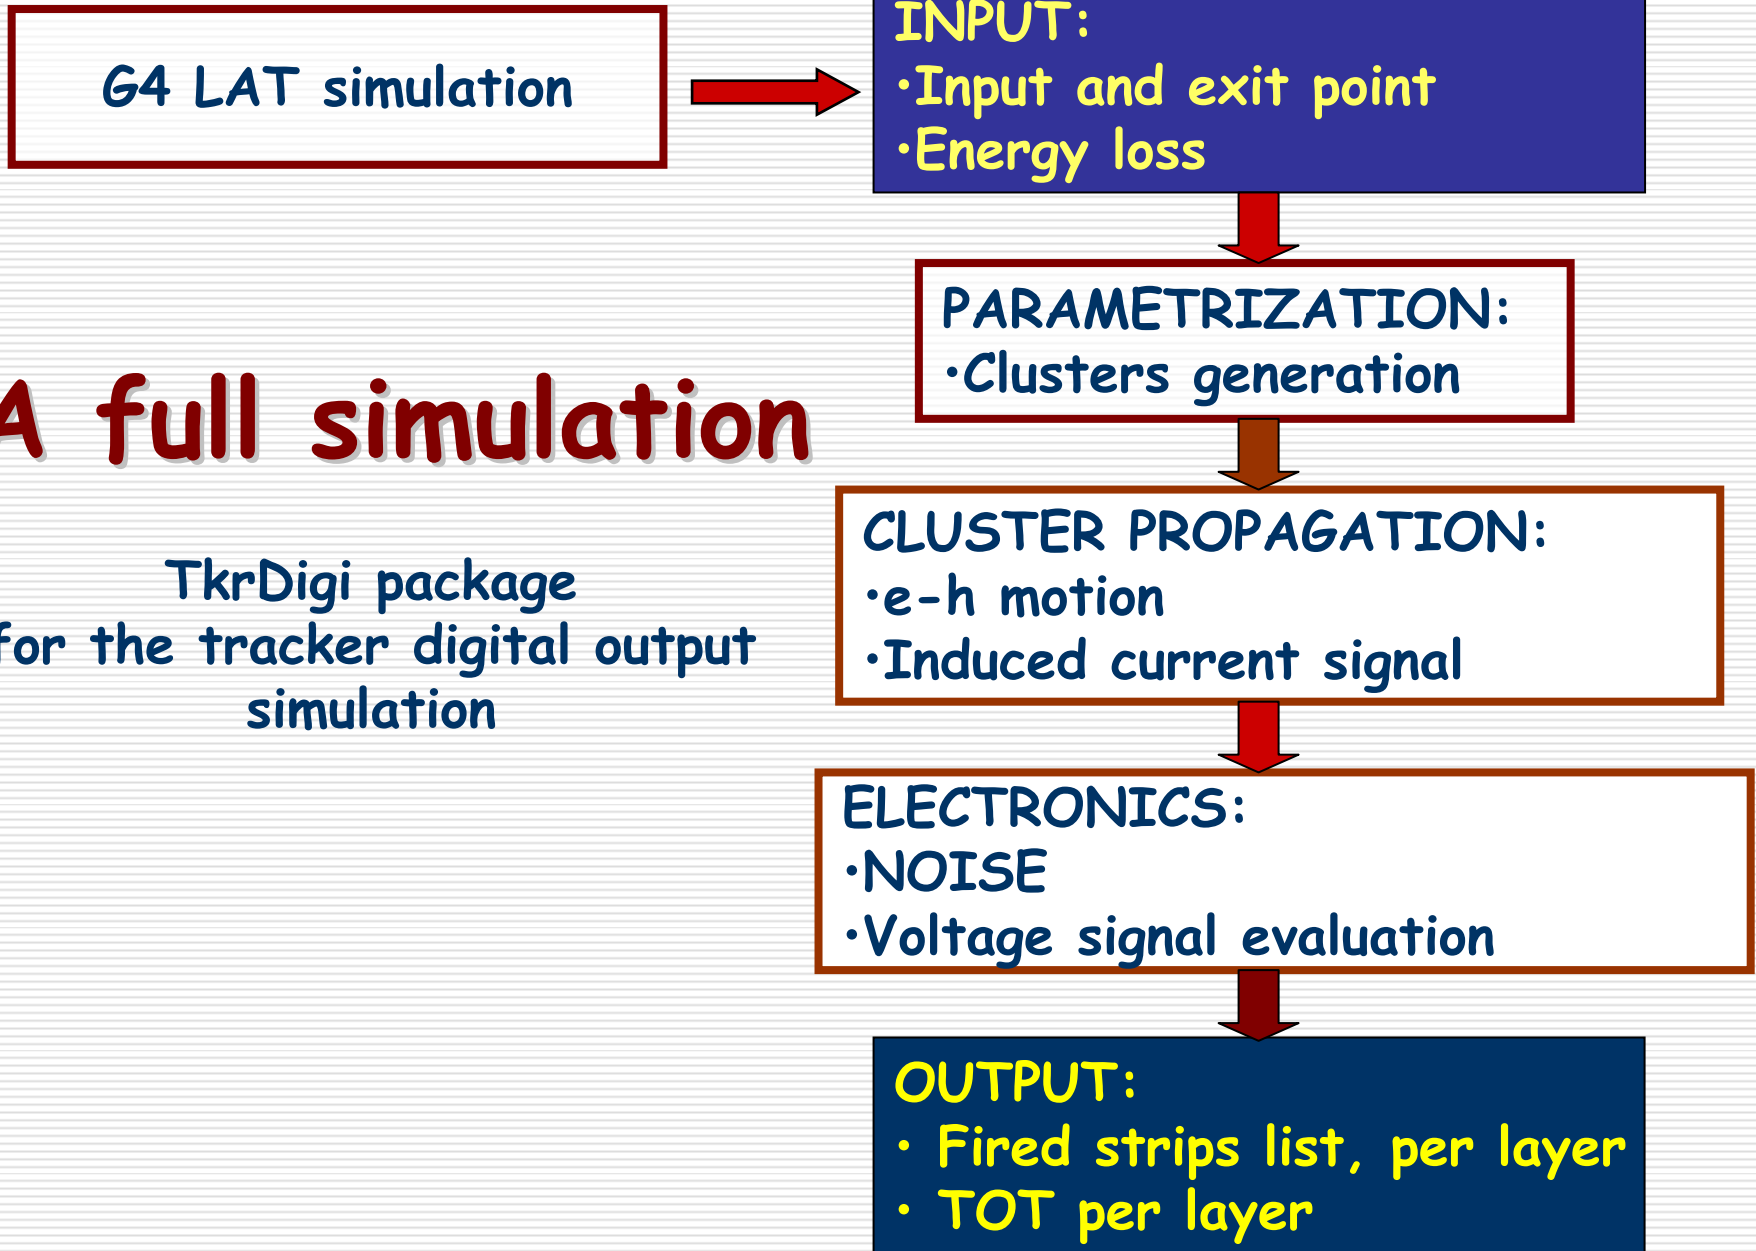 G4 LAT simulation
INPUT:
•Input and exit point
•Energy loss
PARAMETRIZATION:
•Clusters generation
A full simulation
CLUSTER PROPAGATION:
•e-h motion
•Induced current signal
TkrDigi package
for the tracker digital output
simulation
ELECTRONICS:
•NOISE
•Voltage signal evaluation
OUTPUT:
• Fired strips list, per layer
• TOT per layer